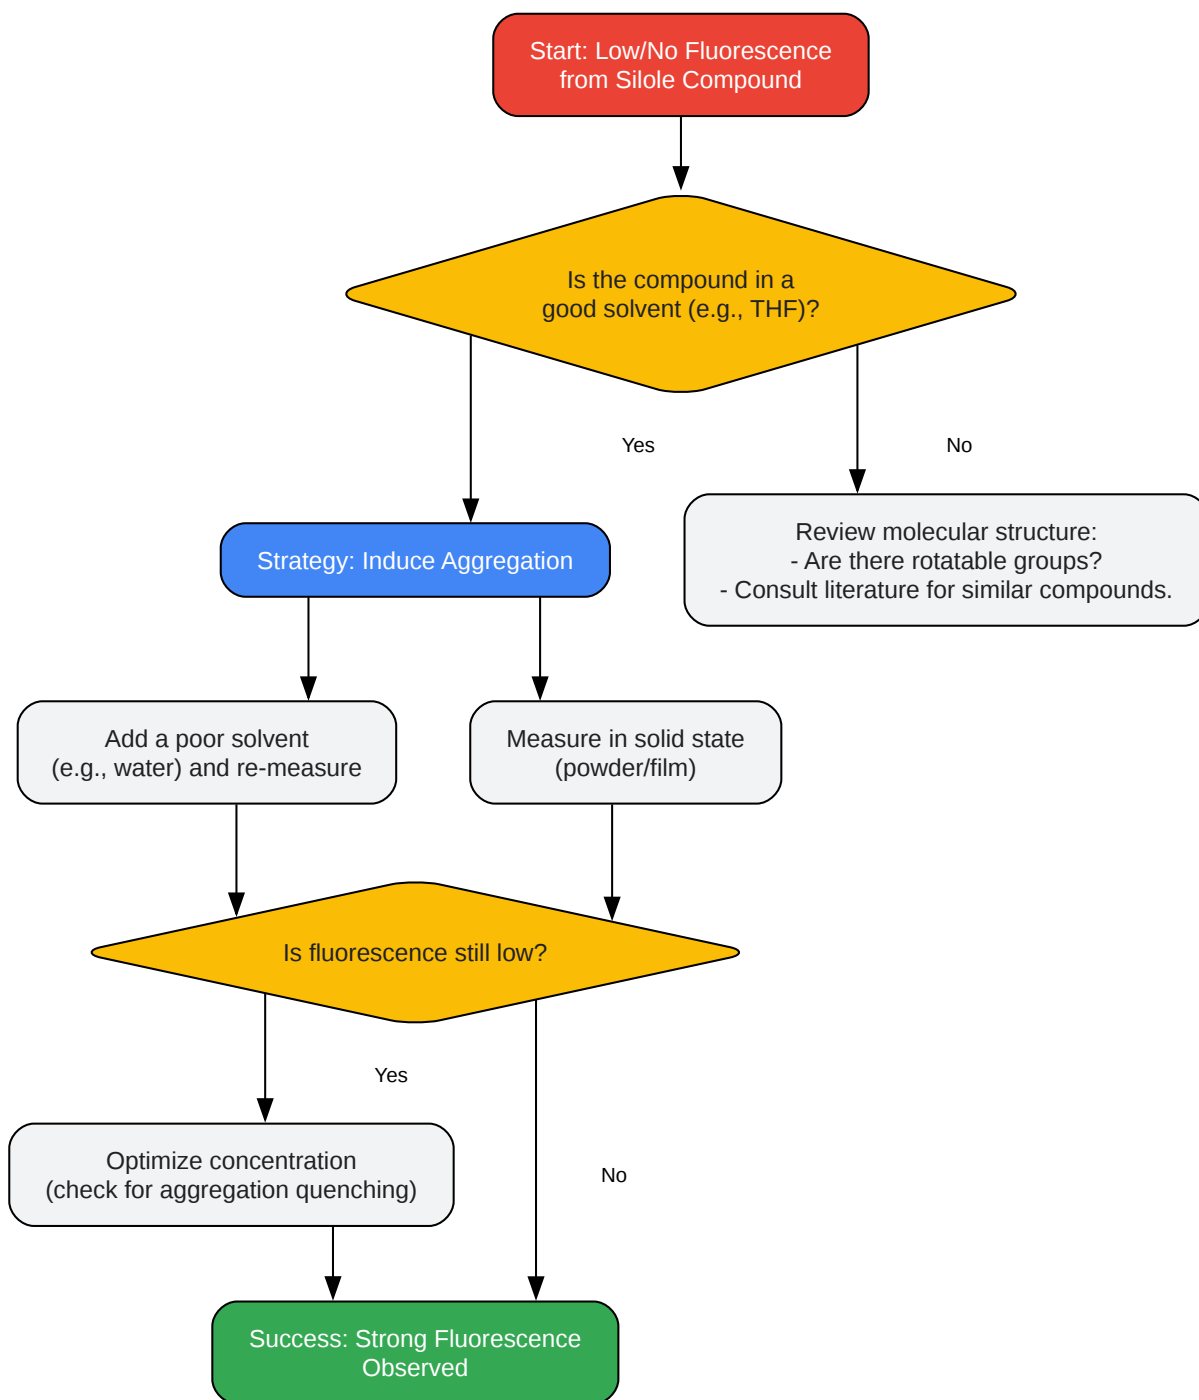 Start: Low/No Fluorescence
from Silole Compound
Is the compound in a
good solvent (e.g., THF)?
Yes
No
Strategy: Induce Aggregation
Review molecular structure:
- Are there rotatable groups?
- Consult literature for similar compounds.
Add a poor solvent
(e.g., water) and re-measure
Measure in solid state
(powder/film)
Is fluorescence still low?
Yes
No
Optimize concentration
(check for aggregation quenching)
Success: Strong Fluorescence
Observed